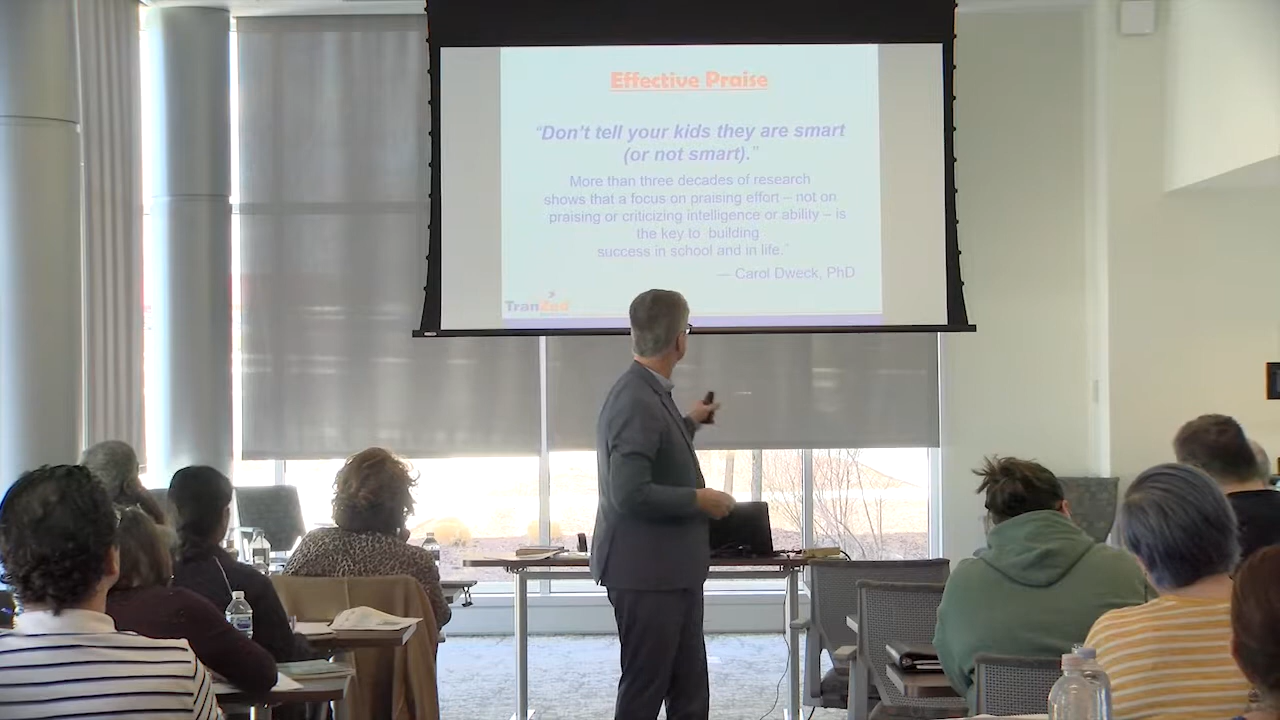 Effective Praise
“Don’t tell your kids they are smart
(or not smart).”
More than three decades of research
shows that a focus on praising effort – not on
praising or criticizing intelligence or ability – is
the key to building
success in school and in life.”
— Carol Dweck, PhD
TranZed